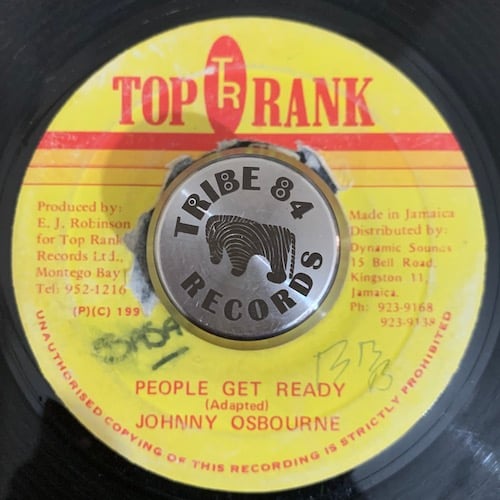 TR
TOP RANK
TRIBE 84
RECORDS
Produced by:
E. J. Robinson
for Top Rank
Records Ltd.,
Montego Bay
Tel: 952-1216
(P)(C) 199
Made in Jamaica
Distributed by:
Dynamic Sounds
15 Bell Road,
Kingston 11,
Jamaica.
Ph: 923-9168
923-9138
PEOPLE GET READY
(Adapted)
JOHNNY OSBOURNE
UNAUTHORISED COPYING OF THIS RECORDING IS STRICTLY PROHIBITED